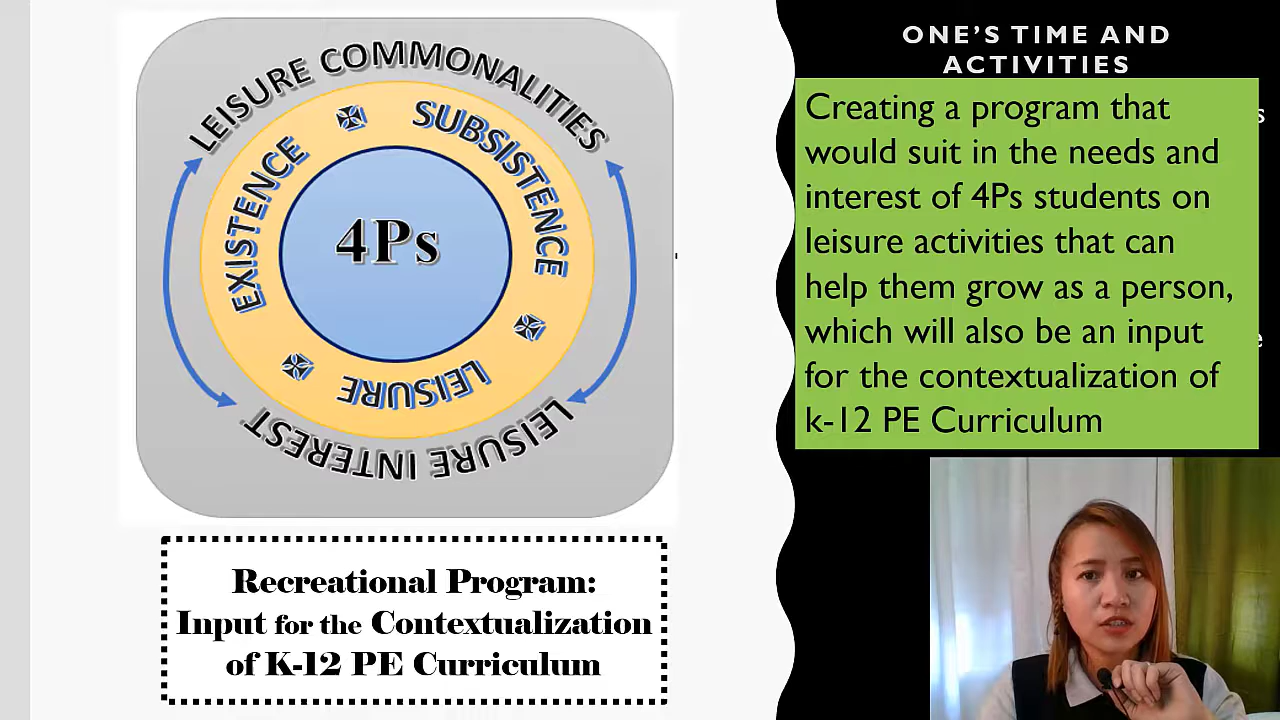 LEISURE COMMONALITIES
EXISTENCE
SUBSISTENCE
4Ps
LEISURE
LEISURE INTEREST
Recreational Program:
Input for the Contextualization
of K-12 PE Curriculum
ONE'S TIME AND
ACTIVITIES
Creating a program that
would suit in the needs and
interest of 4Ps students on
leisure activities that can
help them grow as a person,
which will also be an input
for the contextualization of
k-12 PE Curriculum